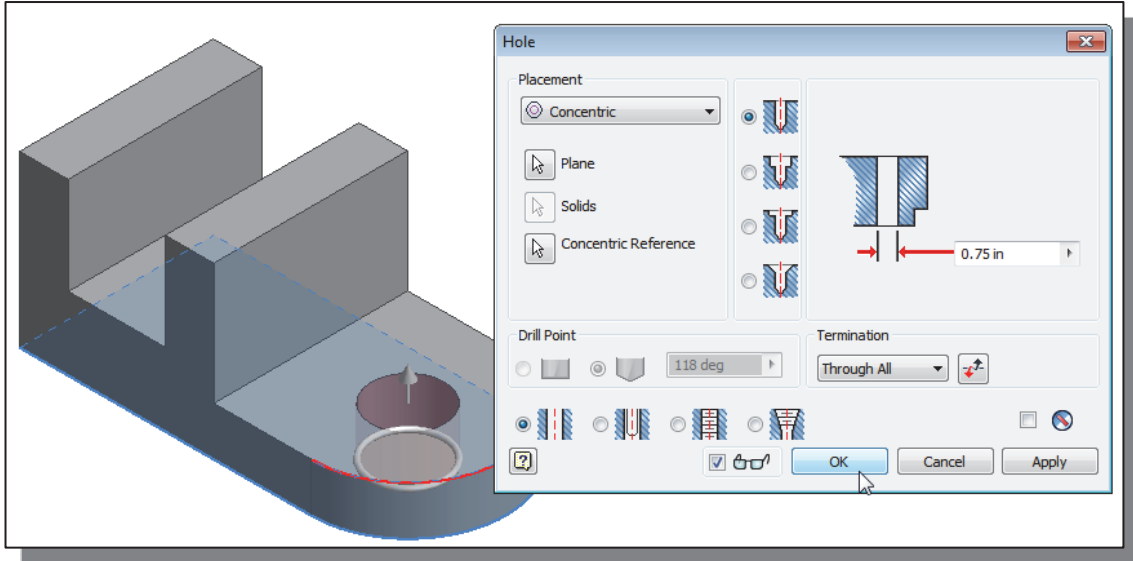 Hole
Placement
Concentric
Plane
Solids
Concentric Reference
0.75 in
Drill Point
118 deg
Termination
Through All
OK
Cancel
Apply